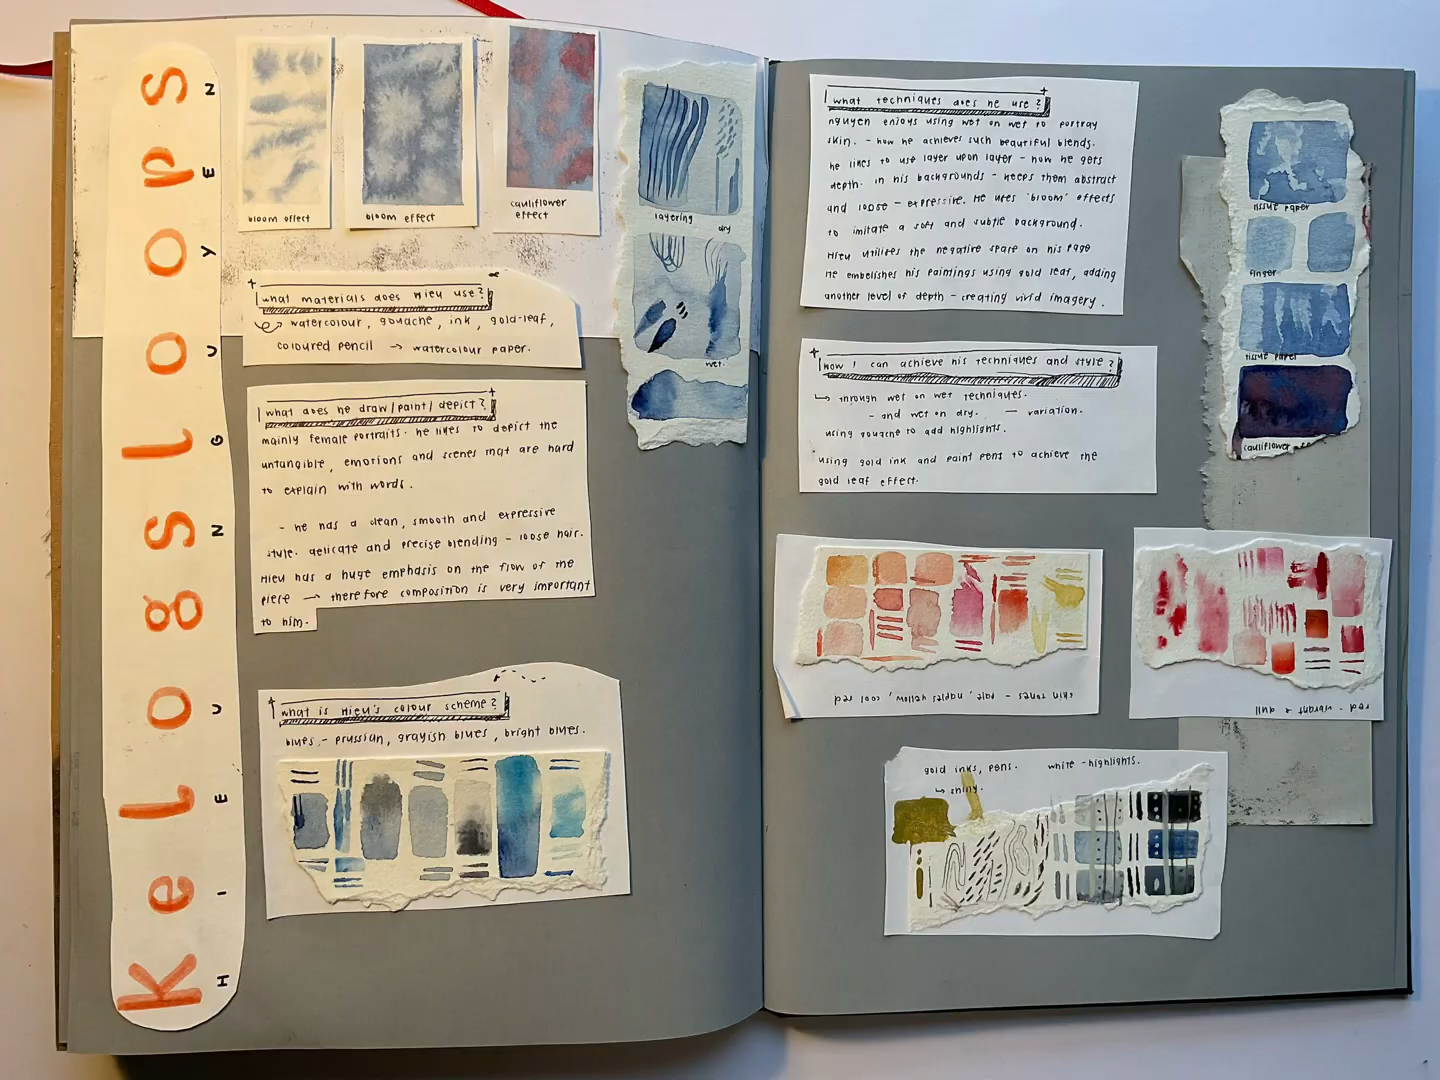 kelogsloops
HIEU NGUYEN
bloom effect
bloom effect
cauliflower
effect
layering
dry
wet.
what materials does Hieu use?
watercolour, gouache, ink, gold-leaf,
coloured pencil → watercolour paper.
what does he draw/paint/depict?
mainly female portraits. he likes to depict the
untangible, emotions and scenes that are hard
to explain with words.
- he has a clean, smooth and expressive
style. delicate and precise blending - loose hair.
Hieu has a huge emphasis on the flow of the
piece → therefore composition is very important
to him.
what is Hieu's colour scheme?
blues - prussian, grayish blues, bright blues.
what techniques does he use?
nguyen enjoys using wet on wet to portray
skin. - how he achieves such beautiful blends.
he likes to use layer upon layer - how he gets
depth. in his backgrounds - keeps them abstract
and loose - expressive. He uses 'bloom' effects
to imitate a soft and subtle background.
Hieu utilises the negative space on his page
He embelishes his paintings using gold leaf, adding
another level of depth - creating vivid imagery.
how I can achieve his techniques and style?
↳ through wet on wet techniques.
- and wet on dry. — variation.
using gouache to add highlights.
using gold ink and paint pens to achieve the
gold leaf effect.
tissue paper
finger
tissue paper
cauliflower
skin tones - pale, naples yellow, cool red
red - vibrant & dull
gold inks, pens. white - highlights.
↳ shiny.